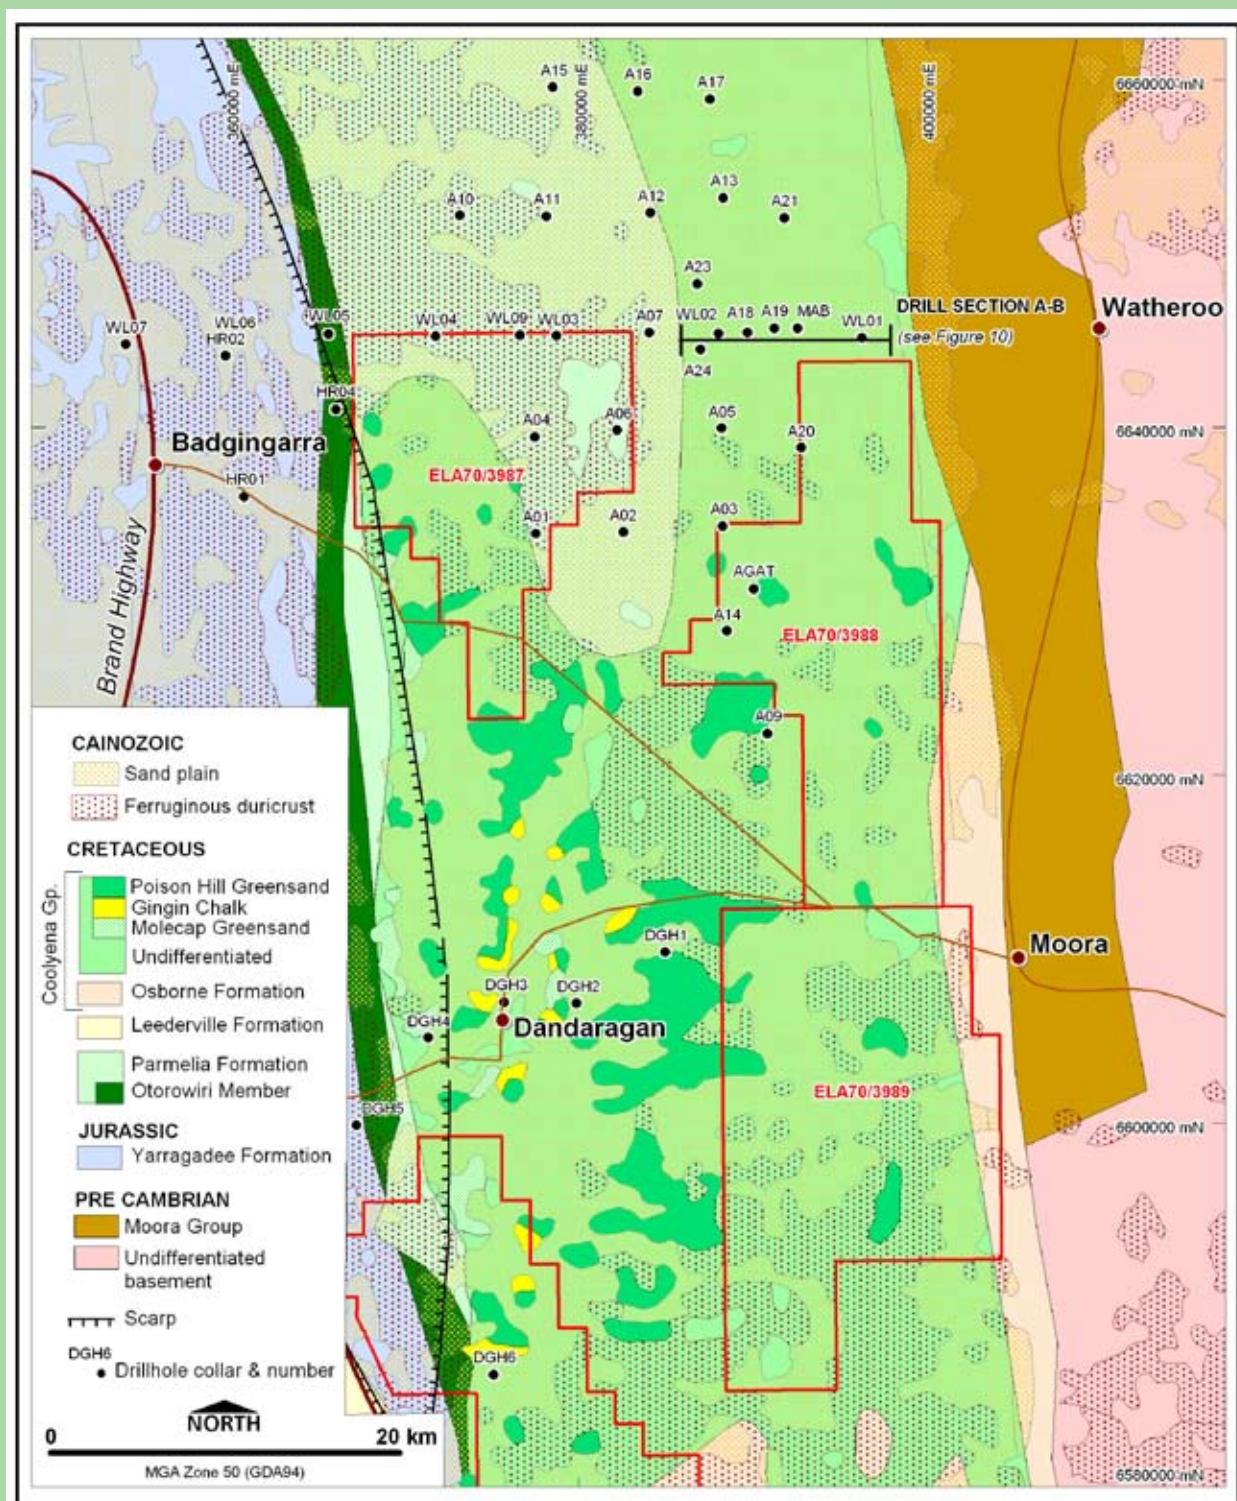 360000 mE
380000 mE
400000 mE
6660000 mN
A15
A16
A17
A10
A11
A12
A13
A21
A23
WL07
WL06
HR02
WL05
WL04
WL09
WL03
A07
WL02
A18
A19
MAB
WL01
DRILL SECTION A-B
(see Figure 10)
Watheroo
A24
HR04
A04
A06
A05
A20
6640000 mN
Badgingarra
HR01
ELA70/3987
A01
A02
A03
AGAT
A14
ELA70/3988
Brand Highway
A09
6620000 mN
DGH1
Moora
DGH3
DGH2
DGH4
Dandaragan
DGH5
ELA70/3989
6600000 mN
DGH6
6580000 mN
CAINOZOIC
Sand plain
Ferruginous duricrust
CRETACEOUS
Coolyena Gp.
Poison Hill Greensand
Gingin Chalk
Molecap Greensand
Undifferentiated
Osborne Formation
Leederville Formation
Parmelia Formation
Otorowiri Member
JURASSIC
Yarragadee Formation
PRE CAMBRIAN
Moora Group
Undifferentiated
basement
Scarp
DGH6
Drillhole collar & number
NORTH
0 20 km
MGA Zone 50 (GDA94)